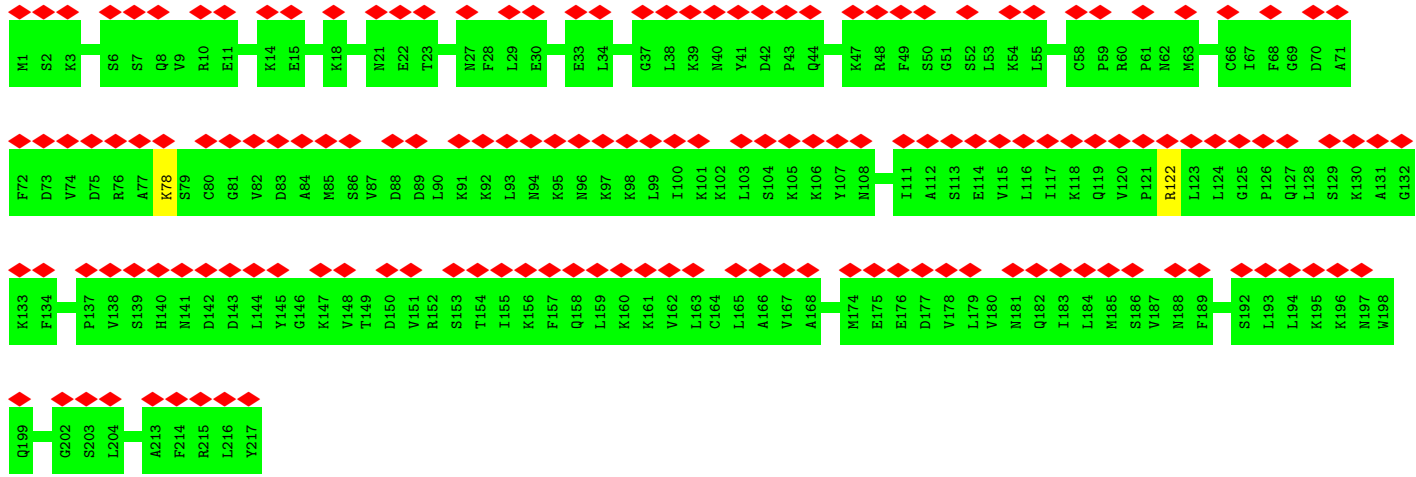 M1 S2 K3 S6 S7 Q8 V9 R10 E11 K14 E15 K18 N21 E22 T23 N27 F28 L29 E30 E33 L34 G37 L38 K39 N40 Y41 D42 P43 Q44 K47 R48 F49 S50 G51 S52 L53 K54 L55 C58 P59 R60 P61 N62 M63 C66 I67 F68 G69 D70 A71
F72 D73 V74 D75 R76 A77 K78 S79 C80 G81 V82 D83 A84 M85 S86 V87 D88 D89 L90 K91 K92 L93 N94 K95 N96 K97 K98 L99 I100 K101 K102 L103 S104 K105 K106 Y107 N108 I111 A112 S113 E114 V115 L116 I117 K118 Q119 V120 P121 R122 L123 L124 G125 P126 Q127 L128 S129 K130 A131 G132
K133 F134 P137 V138 S139 H140 N141 D142 D143 L144 Y145 G146 K147 V148 T149 D150 V151 R152 S153 T154 I155 K156 F157 Q158 L159 K160 K161 V162 L163 C164 L165 A166 V167 A168 M174 E175 E176 D177 V178 L179 V180 N181 Q182 I183 L184 M185 S186 V187 N188 F189 S192 L193 L194 K195 K196 N197 W198
Q199 G202 S203 L204 A213 F214 R215 L216 Y217